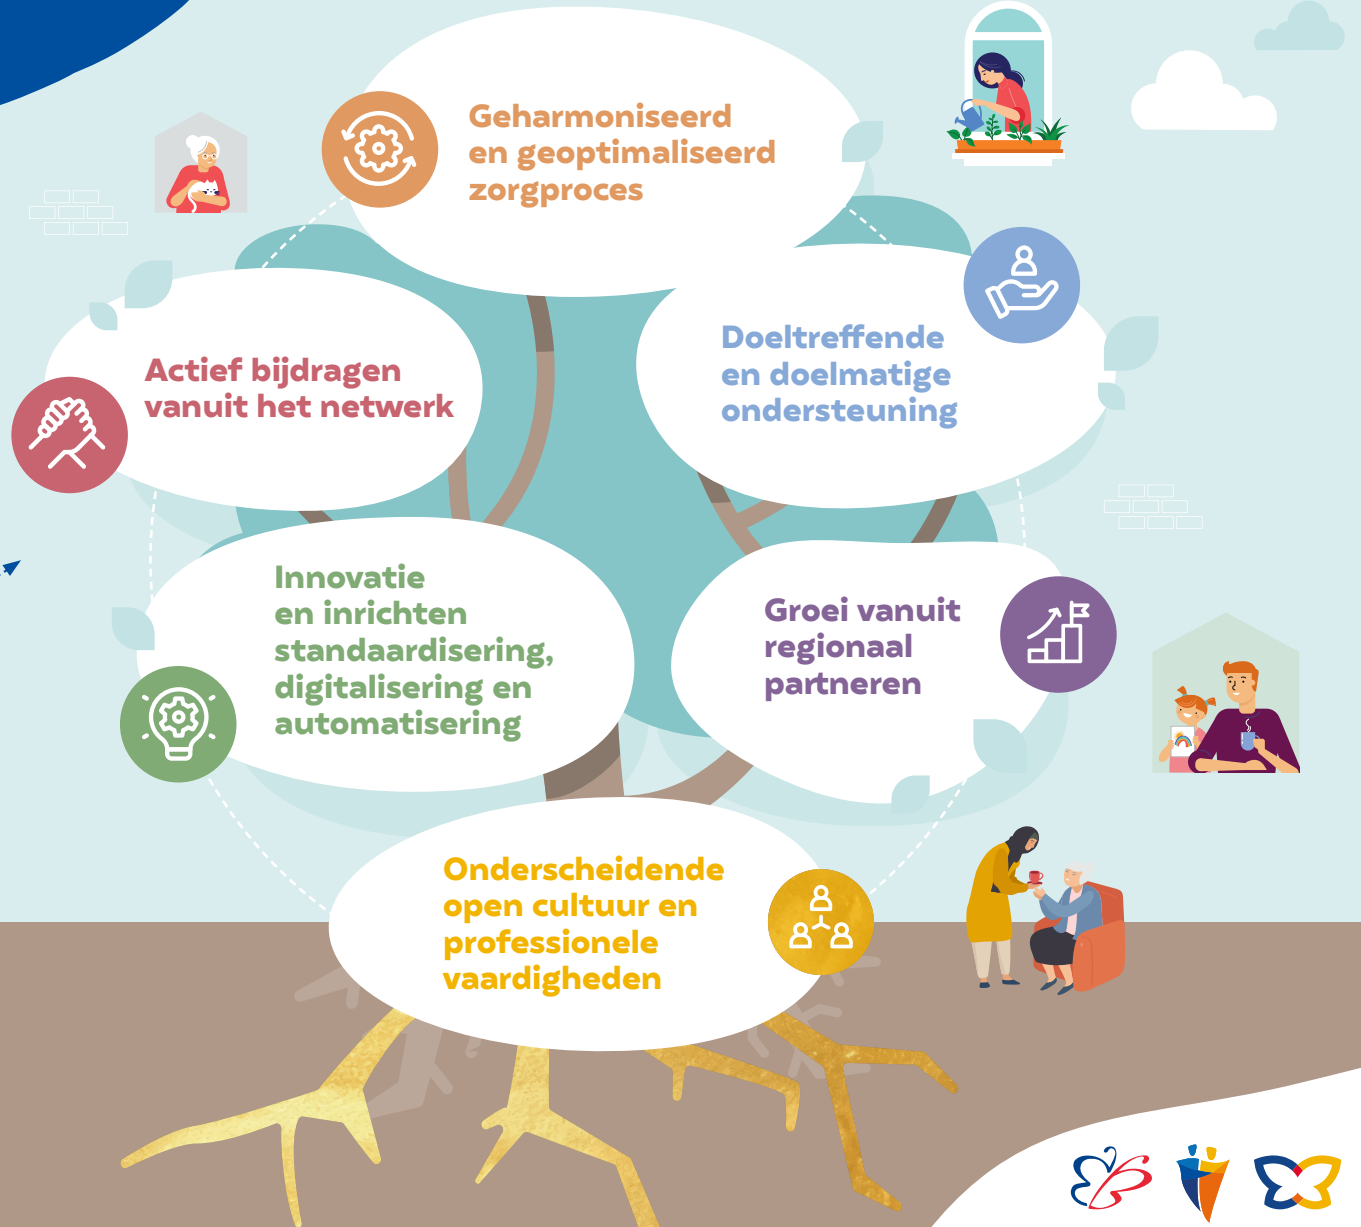 Geharmoniseerd
en geoptimaliseerd
zorgproces
Actief bijdragen
vanuit het netwerk
Doeltreffende
en doelmatige
ondersteuning
Innovatie
en inrichten
standaardisering,
digitalisering en
automatisering
Groei vanuit
regionaal
partneren
Onderscheidende
open cultuur en
professionele
vaardigheden